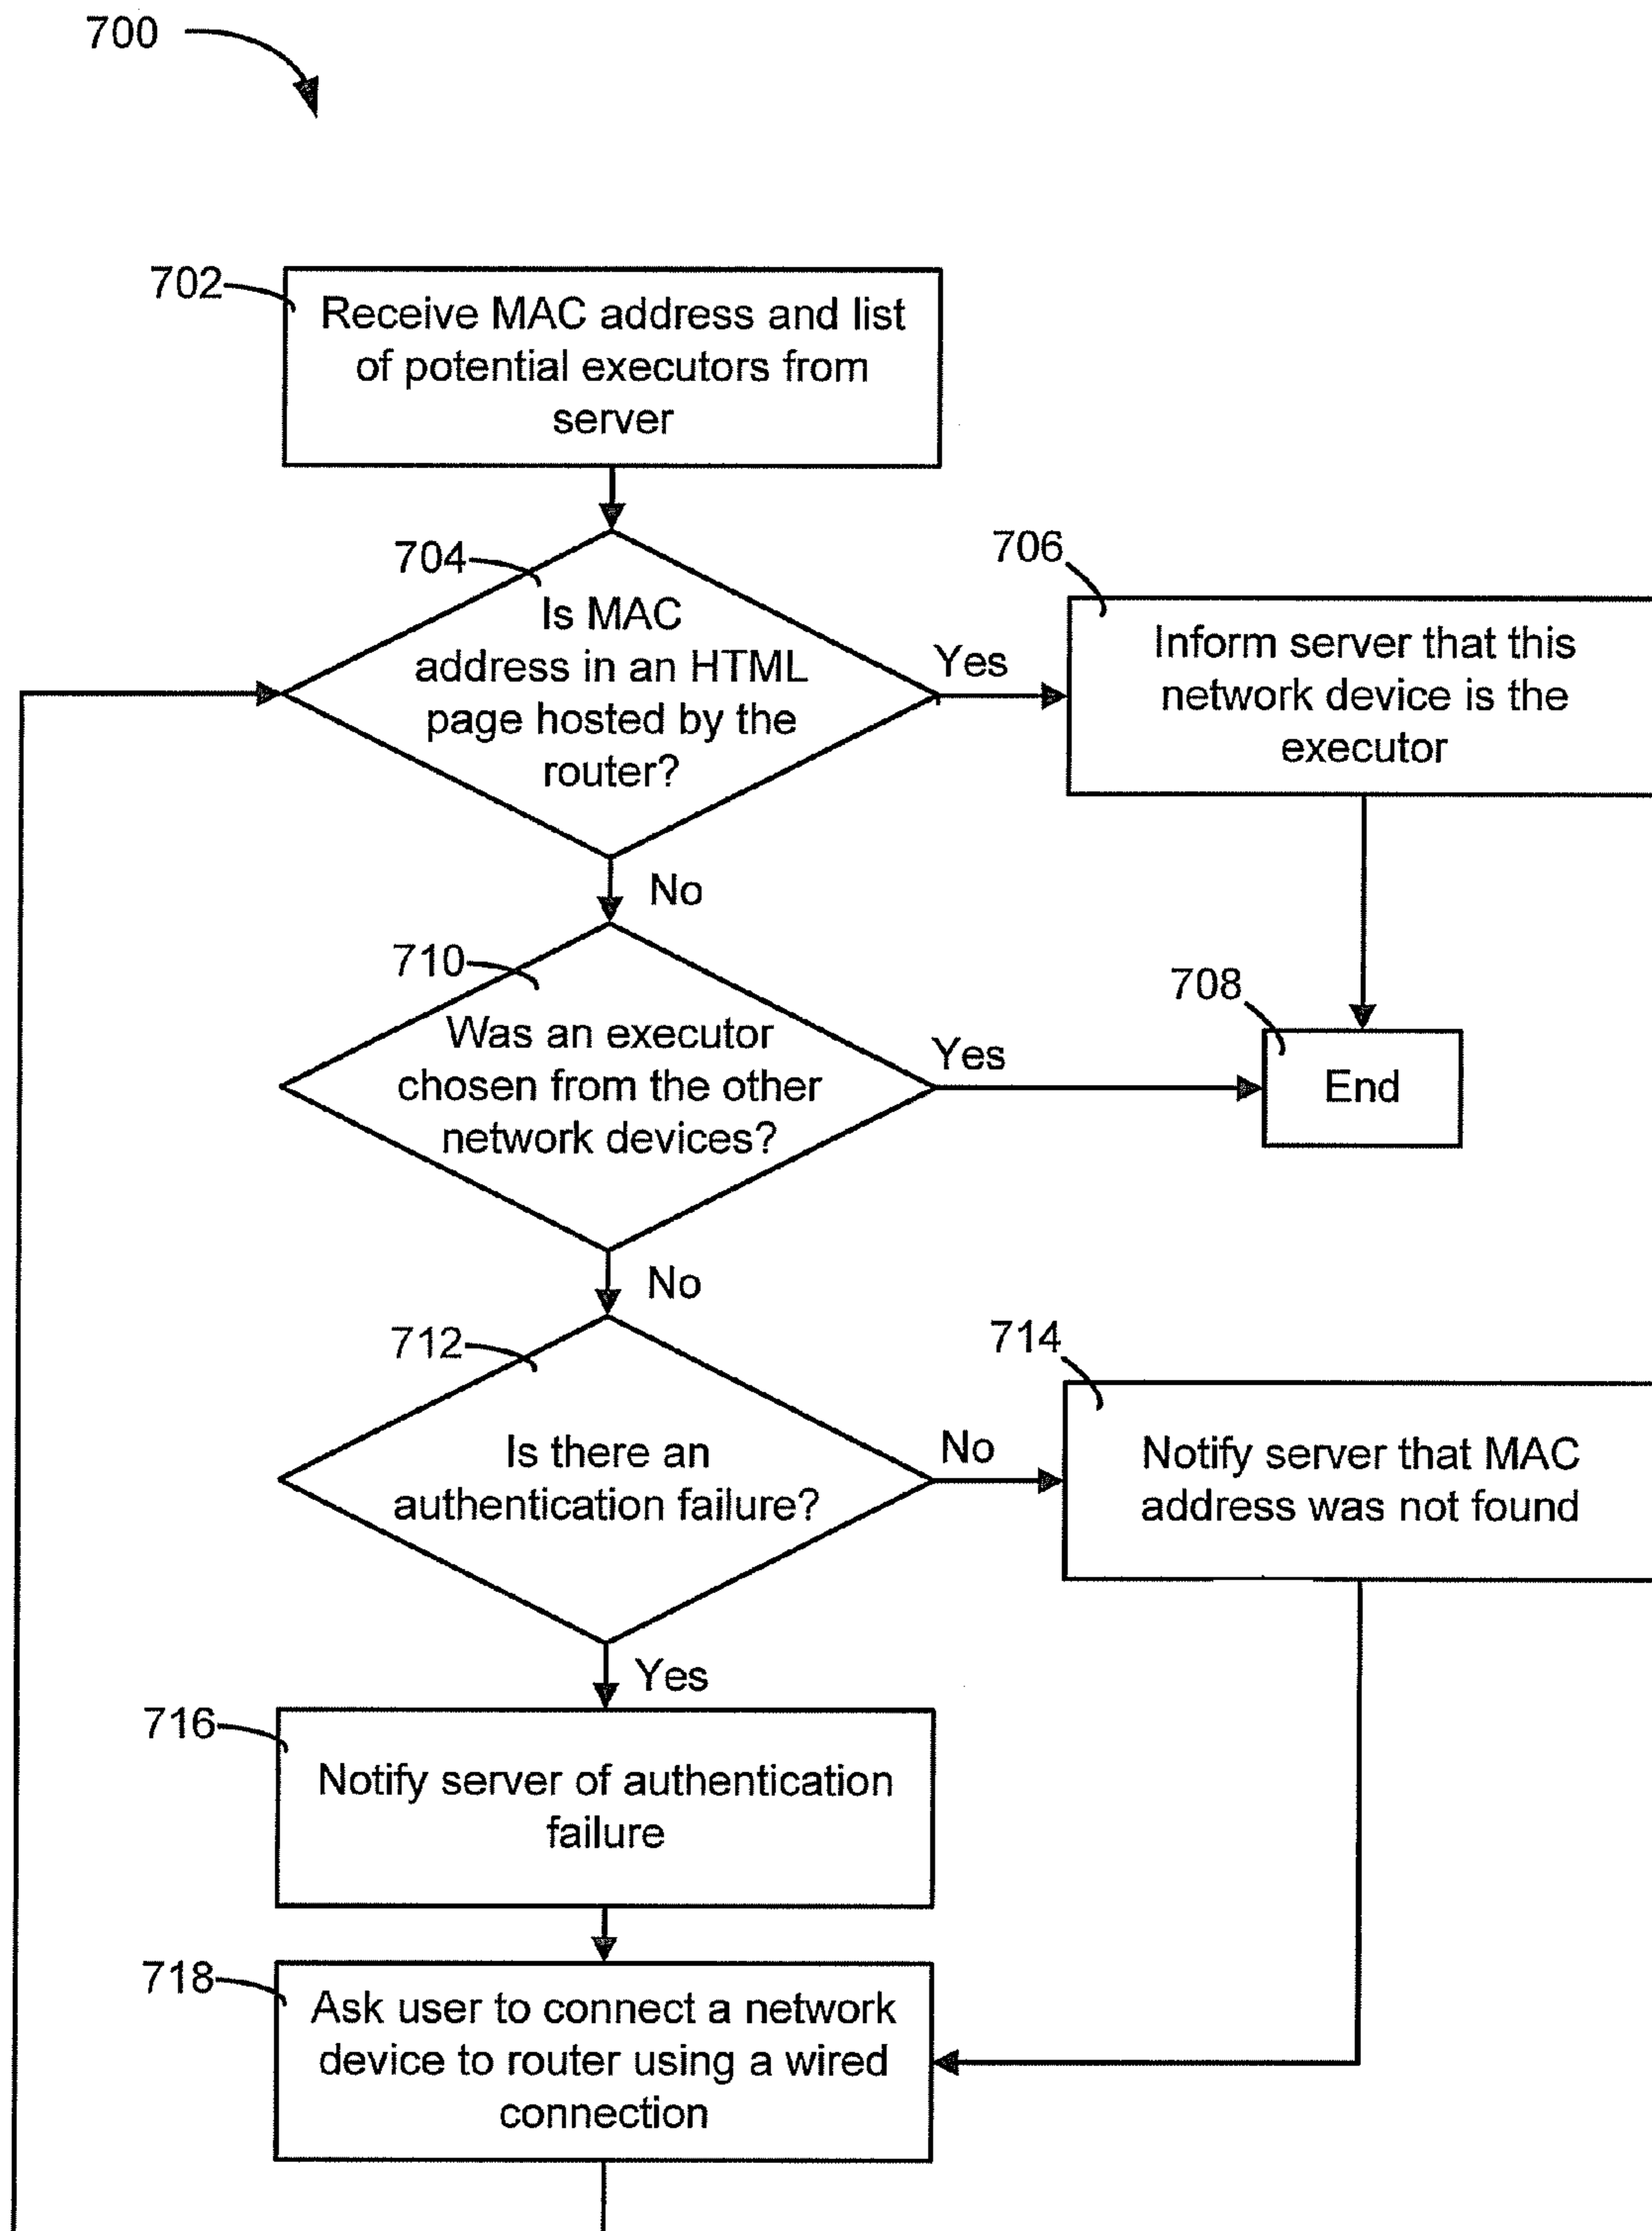 700
702
Receive MAC address and list
of potential executors from
server
704
Is MAC
address in an HTML
page hosted by the
router?
Yes
706
Inform server that this
network device is the
executor
No
710
Was an executor
chosen from the other
network devices?
Yes
708
End
No
712
Is there an
authentication failure?
No
714
Notify server that MAC
address was not found
Yes
716
Notify server of authentication
failure
718
Ask user to connect a network
device to router using a wired
connection